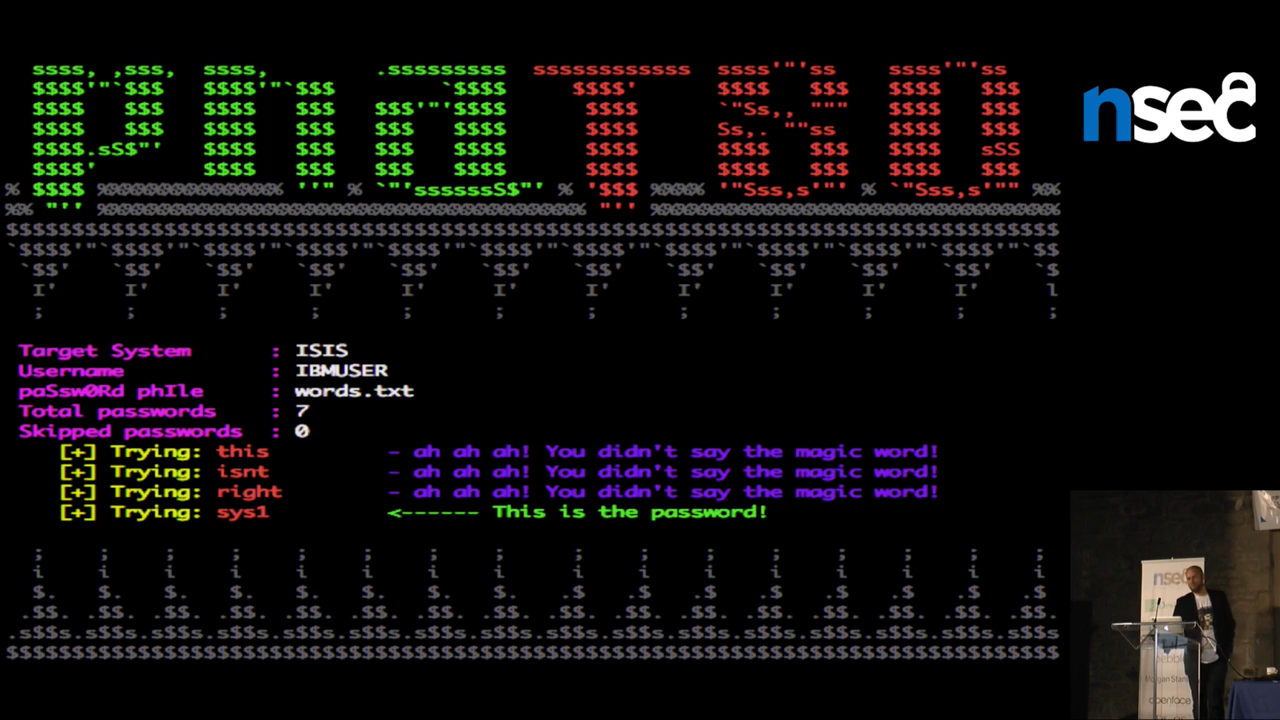 nsec
Target System : ISIS
Username : IBMUSER
paSsw0Rd phIle : words.txt
Total passwords : 7
Skipped passwords : 0
[+] Trying: this - ah ah ah! You didn't say the magic word!
[+] Trying: isnt - ah ah ah! You didn't say the magic word!
[+] Trying: right - ah ah ah! You didn't say the magic word!
[+] Trying: sys1 <------ This is the password!
nsec